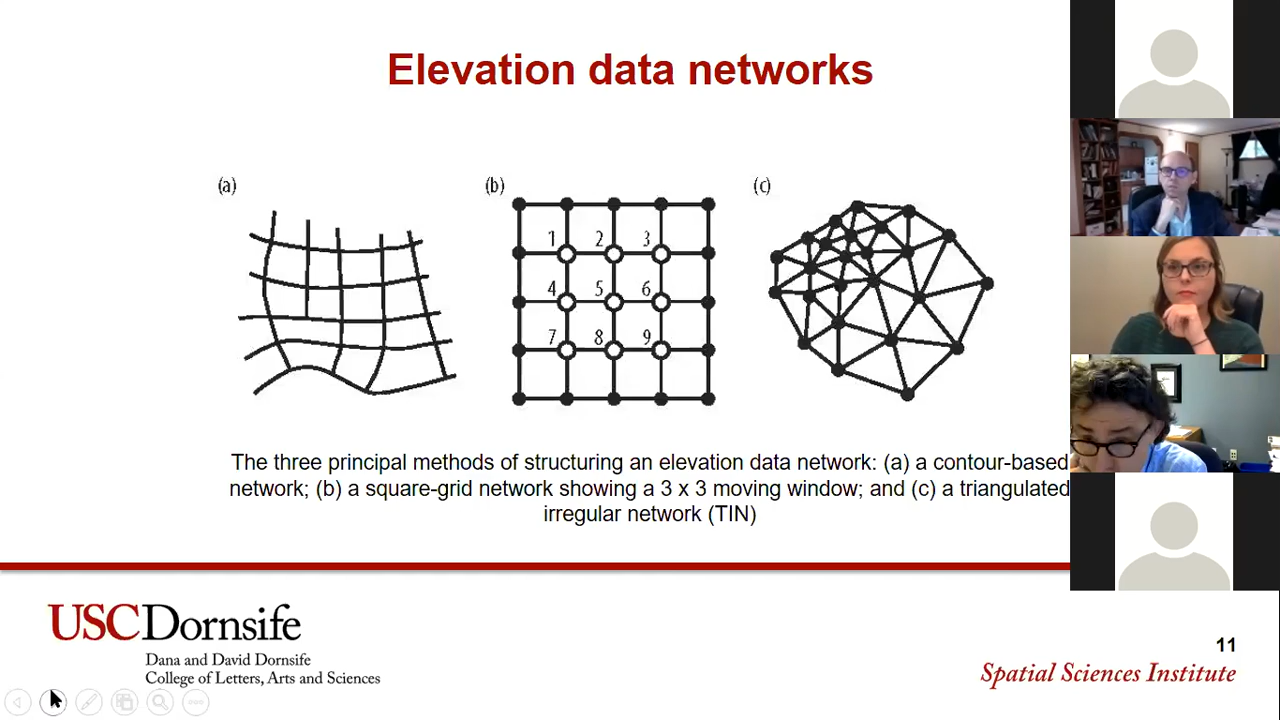 Elevation data networks
(a)
(b)
(c)
1 2 3
4 5 6
7 8 9
The three principal methods of structuring an elevation data network: (a) a contour-based
network; (b) a square-grid network showing a 3 x 3 moving window; and (c) a triangulated
irregular network (TIN)
USCDornsife
Dana and David Dornsife
College of Letters, Arts and Sciences
11
Spatial Sciences Institute